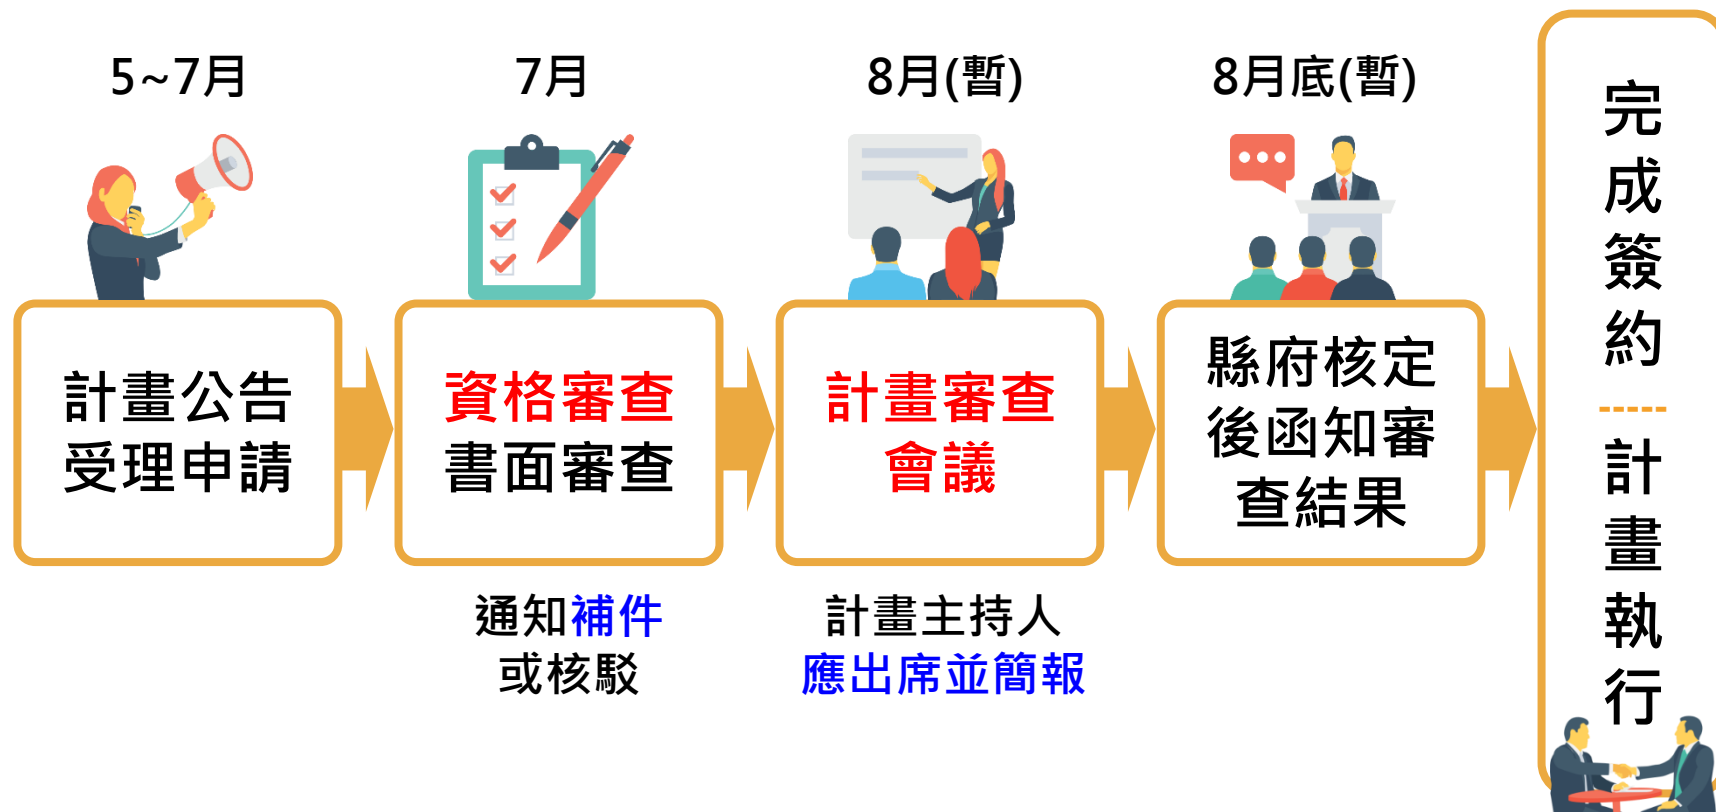 5~7月
計畫公告
受理申請
7月
資格審查
書面審查
通知補件
或核駁
8月(暫)
計畫審查
會議
計畫主持人
應出席並簡報
8月底(暫)
縣府核定
後函知審
查結果
完成簽約
計畫執行